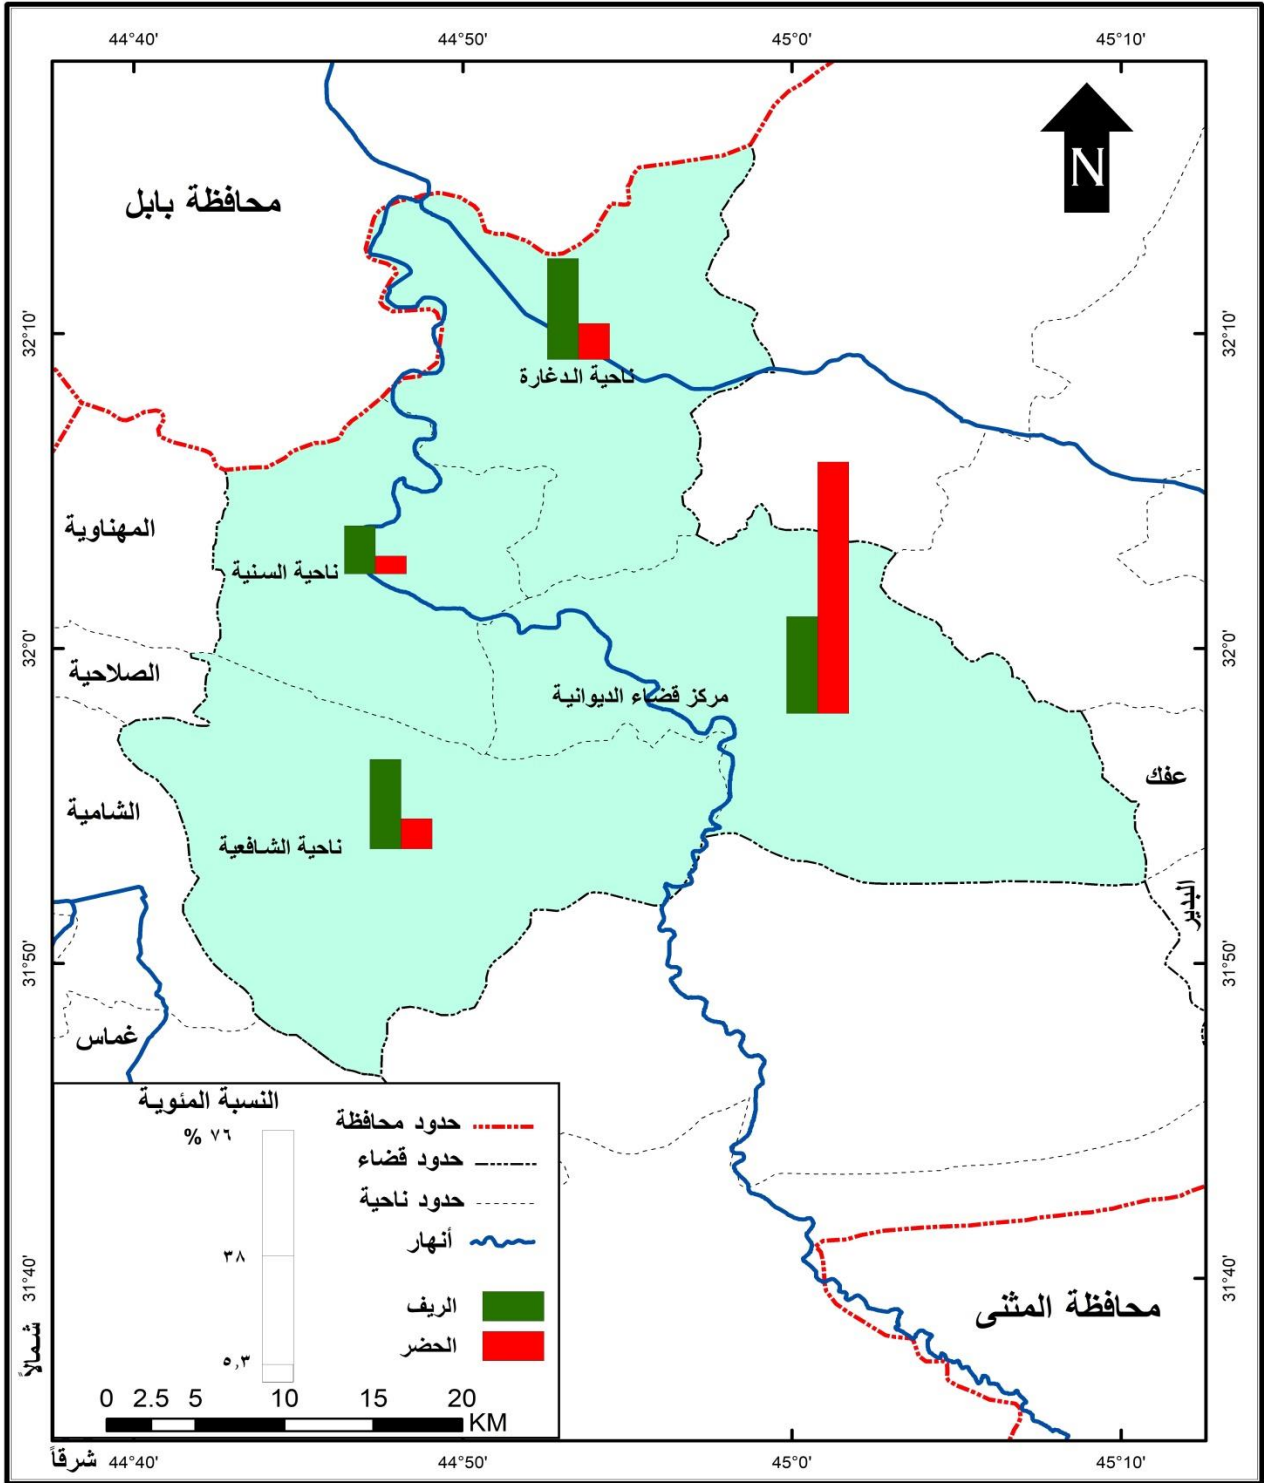 44°40'
44°50'
45°0'
45°10'
N
محافظة بابل
32°10'
32°10'
ناحية الدغارة
المهناوية
ناحية السنية
32°0'
32°0'
الصلاحية
مركز قضاء الديوانية
عفك
الشامية
ناحية الشافعية
البدير
31°50'
31°50'
غماس
النسبة المئوية
% ٧٦
٣٨
٥,٣
حدود محافظة
حدود قضاء
حدود ناحية
أنهار
الريف
الحضر
0 2.5 5 10 15 20
KM
31°40'
31°40'
محافظة المثنى
شمالاً
شرقاً
44°40'
44°50'
45°0'
45°10'